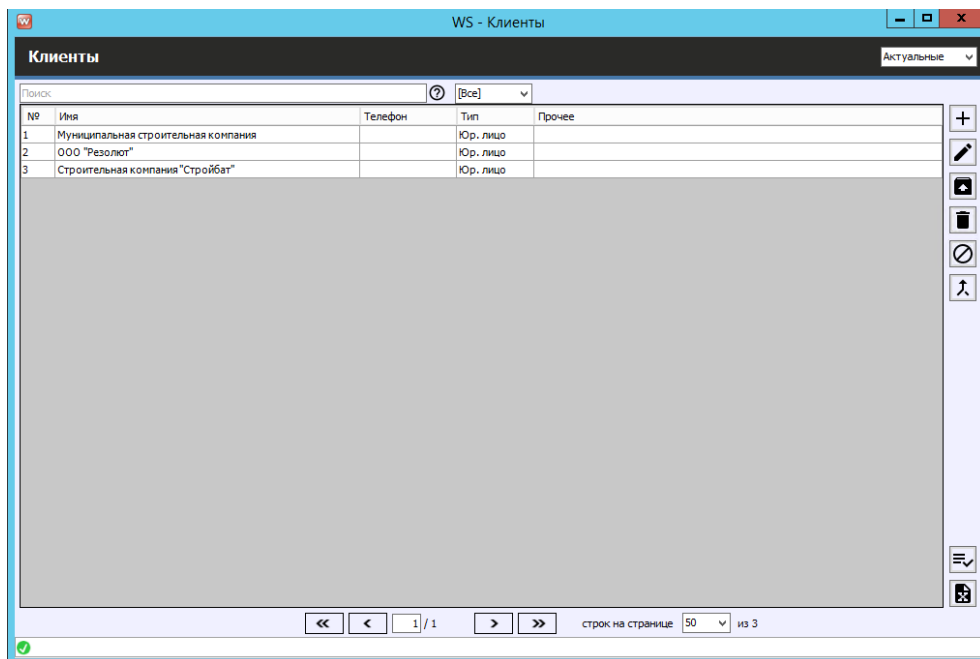 WS - Клиенты
Клиенты
Актуальные
Поиск
[Все]
№ Имя Телефон Тип Прочее
1 Муниципальная строительная компания Юр. лицо
2 ООО "Резолют" Юр. лицо
3 Строительная компания "Стройбат" Юр. лицо
1 / 1 строк на странице 50 из 3